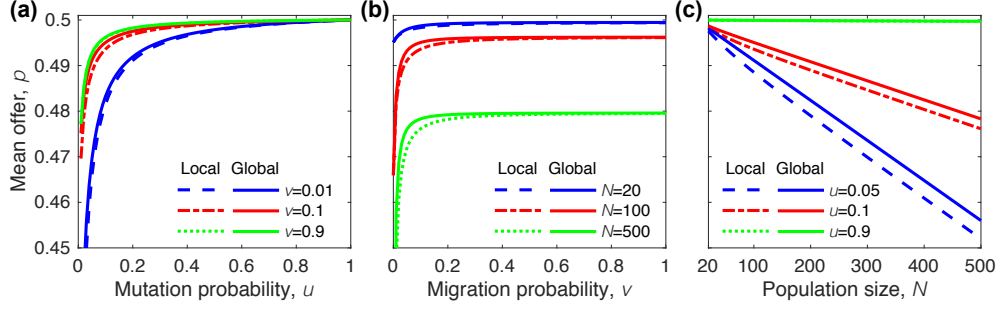 (a)
Mean offer, p
0.5
0.49
0.48
0.47
0.46
0.45
Local Global
v=0.01
v=0.1
v=0.9
0 0.2 0.4 0.6 0.8 1
Mutation probability, u
(b)
Local Global
N=20
N=100
N=500
0 0.2 0.4 0.6 0.8 1
Migration probability, v
(c)
Local Global
u=0.05
u=0.1
u=0.9
20 100 200 300 400 500
Population size, N